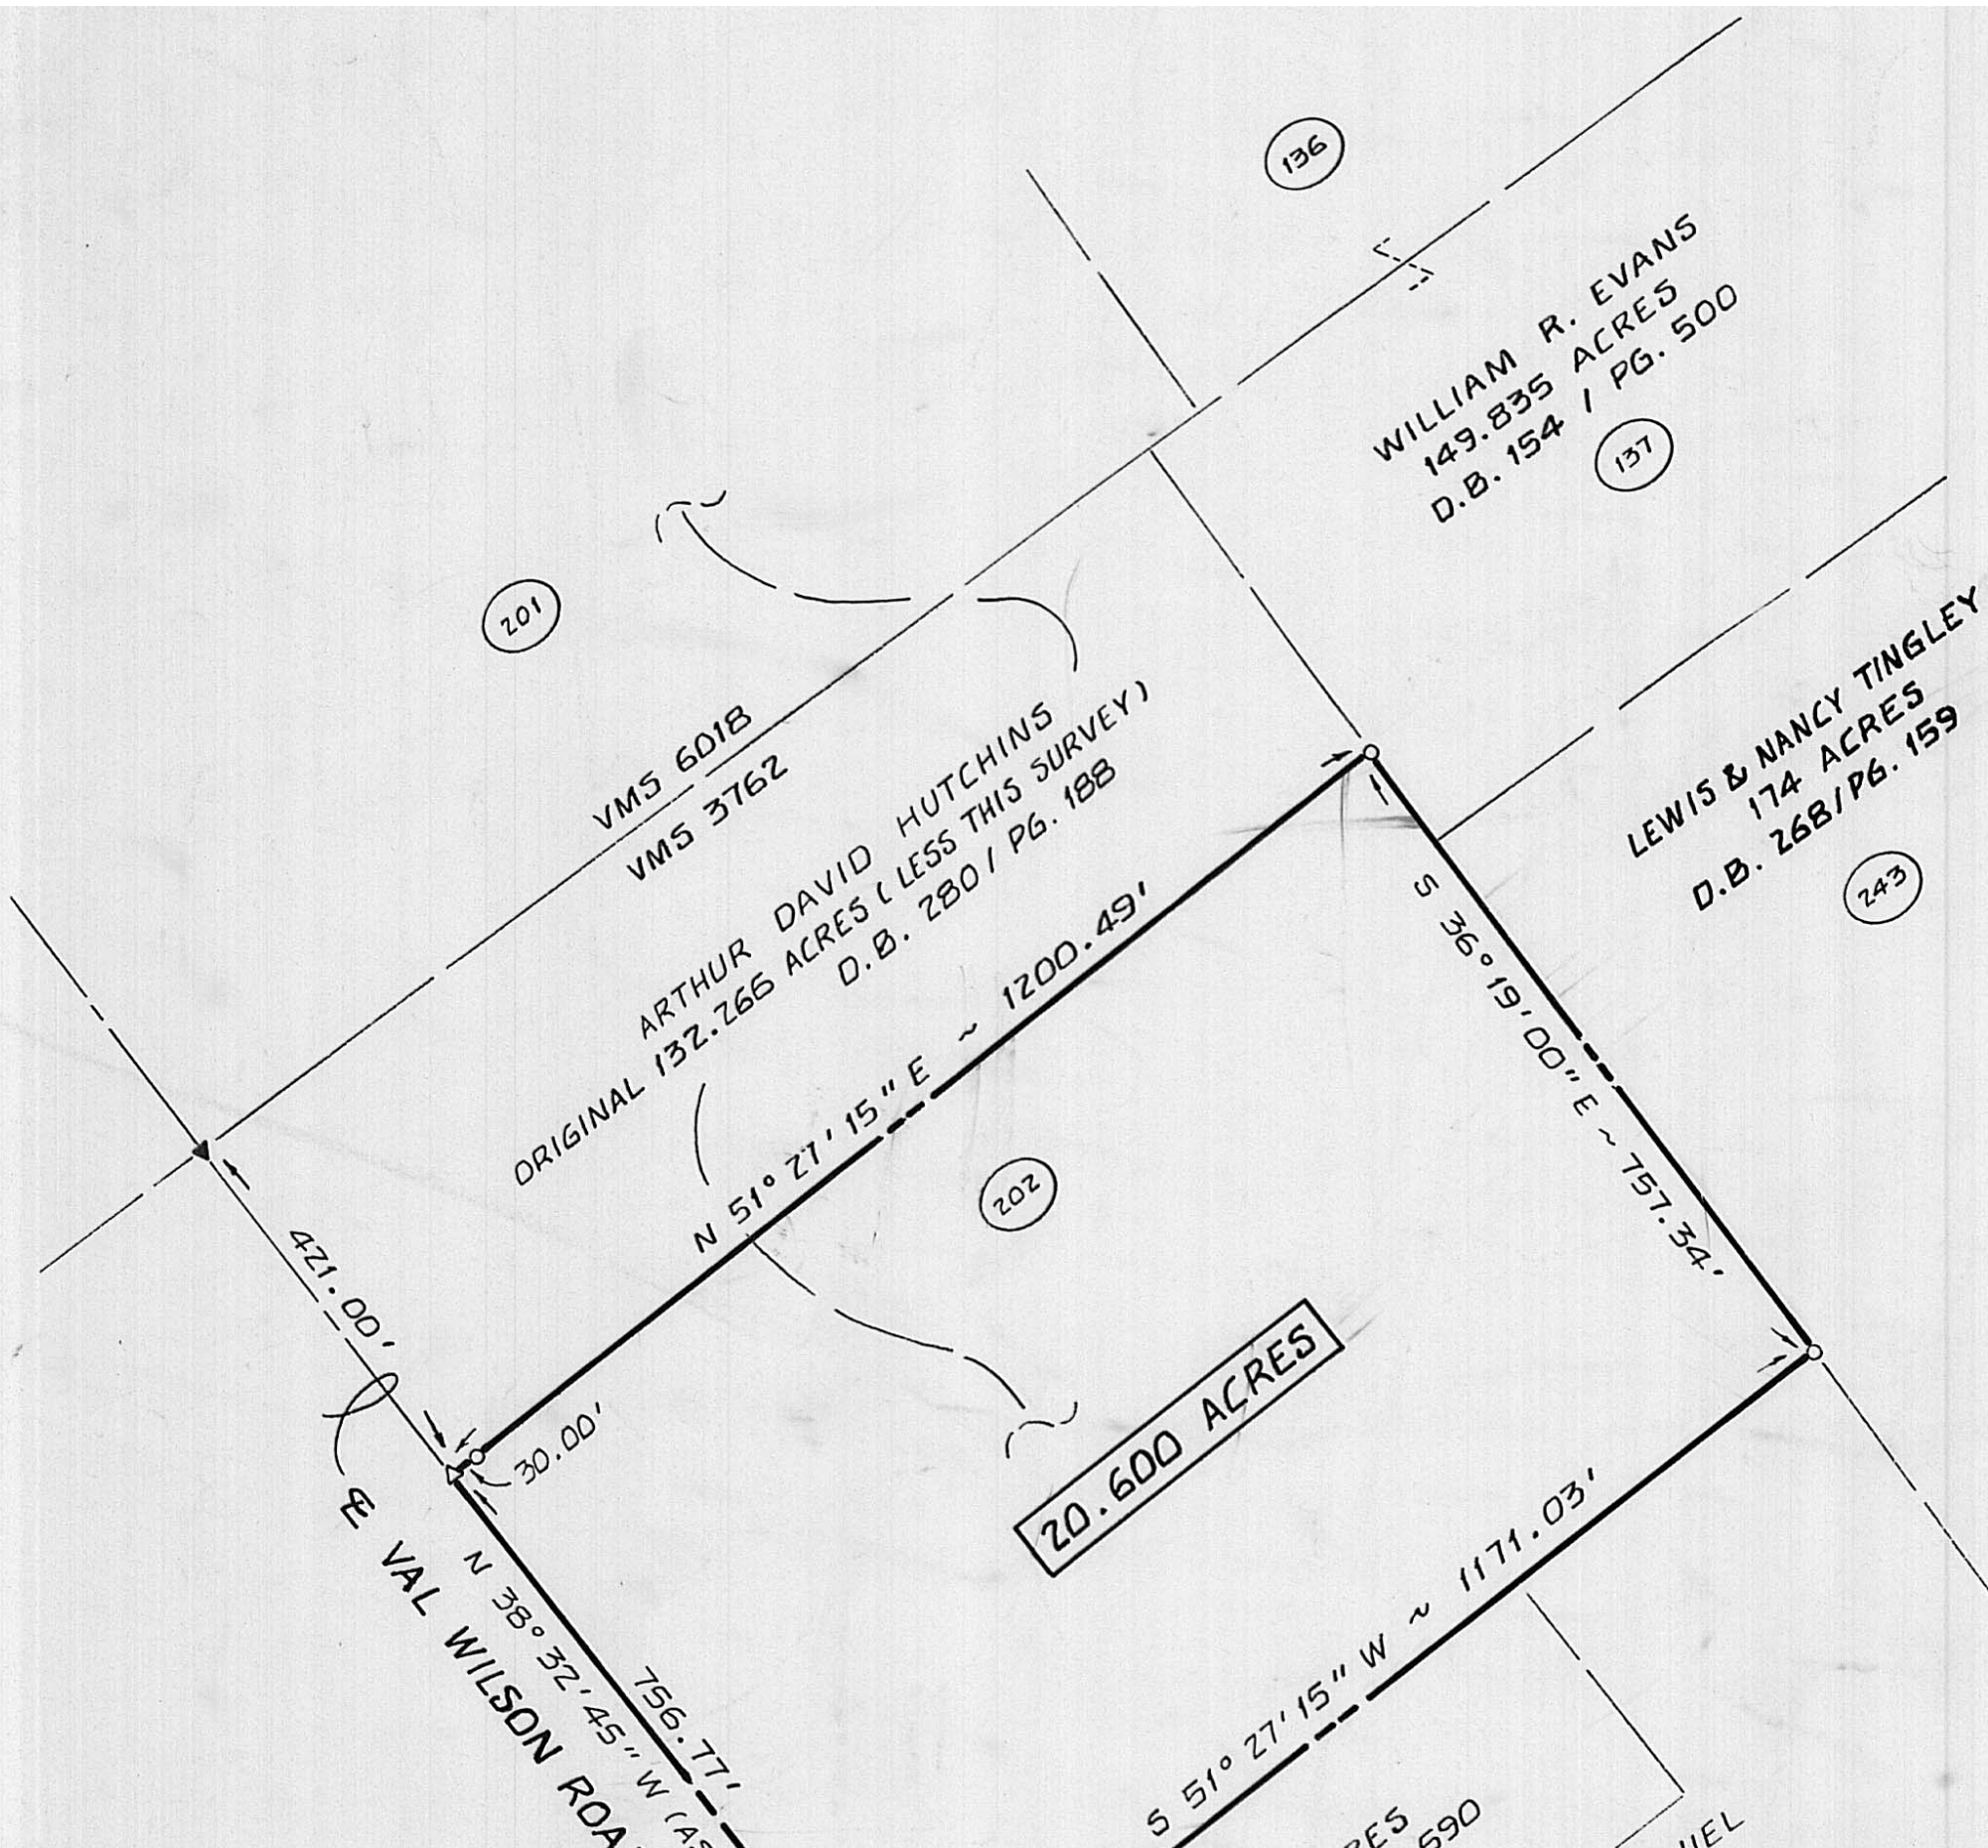 136
WILLIAM R. EVANS
149.835 ACRES
D.B. 154 / PG. 500
137
201
VMS 6018
VMS 3762
LEWIS & NANCY TINGLEY
174 ACRES
D.B. 268/PG. 159
243
ARTHUR DAVID HUTCHINS
ORIGINAL 132.266 ACRES (LESS THIS SURVEY)
D.B. 280 / PG. 188
N 51° 27' 15" E ~ 1200.49'
S 36° 19' 00" E ~ 757.34'
202
421.00'
30.00'
20.600 ACRES
℄ VAL WILSON ROA
N 38° 32' 45" W (AS
756.77'
S 51° 27' 15" W ~ 1171.03'
RES
590